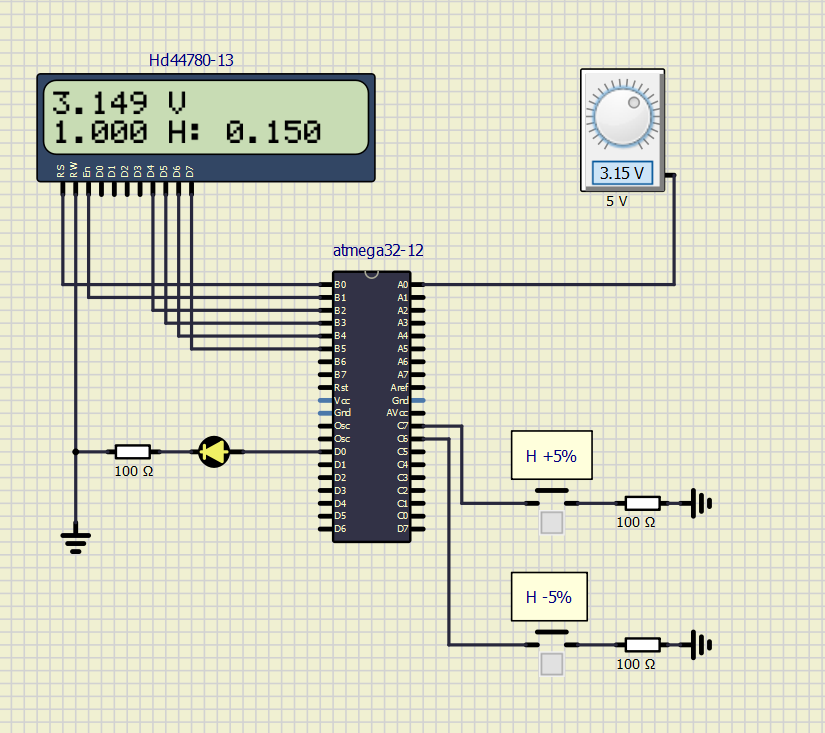 Hd44780-13
3.149 V
1.000 H: 0.150
RS RW En D0 D1 D2 D3 D4 D5 D6 D7
3.15 V
5 V
atmega32-12
B0 A0
B1 A1
B2 A2
B3 A3
B4 A4
B5 A5
B6 A6
B7 A7
Rst Aref
Vcc Gnd
Gnd AVcc
Osc C7
Osc C6
D0 C5
D1 C4
D2 C3
D3 C2
D4 C1
D5 C0
D6 D7
100 Ω
H +5%
100 Ω
H -5%
100 Ω